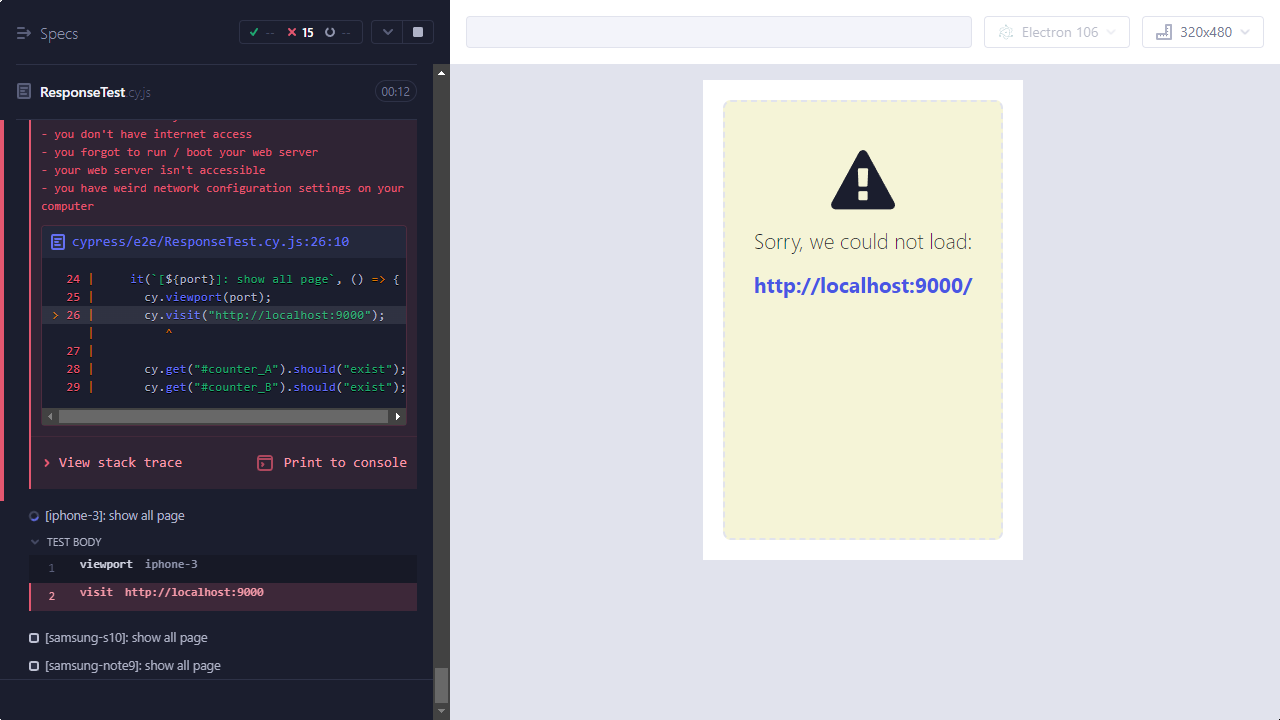 Specs
--
15
--
Electron 106
320x480
ResponseTest.cy.js
00:12
- you don't have internet access
- you forgot to run / boot your web server
- your web server isn't accessible
- you have weird network configuration settings on your
computer
cypress/e2e/ResponseTest.cy.js:26:10
24 | it(`[${port}]: show all page`, () => {
25 | cy.viewport(port);
> 26 | cy.visit("http://localhost:9000");
| ^
27 |
28 | cy.get("#counter_A").should("exist");
29 | cy.get("#counter_B").should("exist");
View stack trace
Print to console
[iphone-3]: show all page
TEST BODY
1 viewport iphone-3
2 visit http://localhost:9000
[samsung-s10]: show all page
[samsung-note9]: show all page
Sorry, we could not load:
http://localhost:9000/